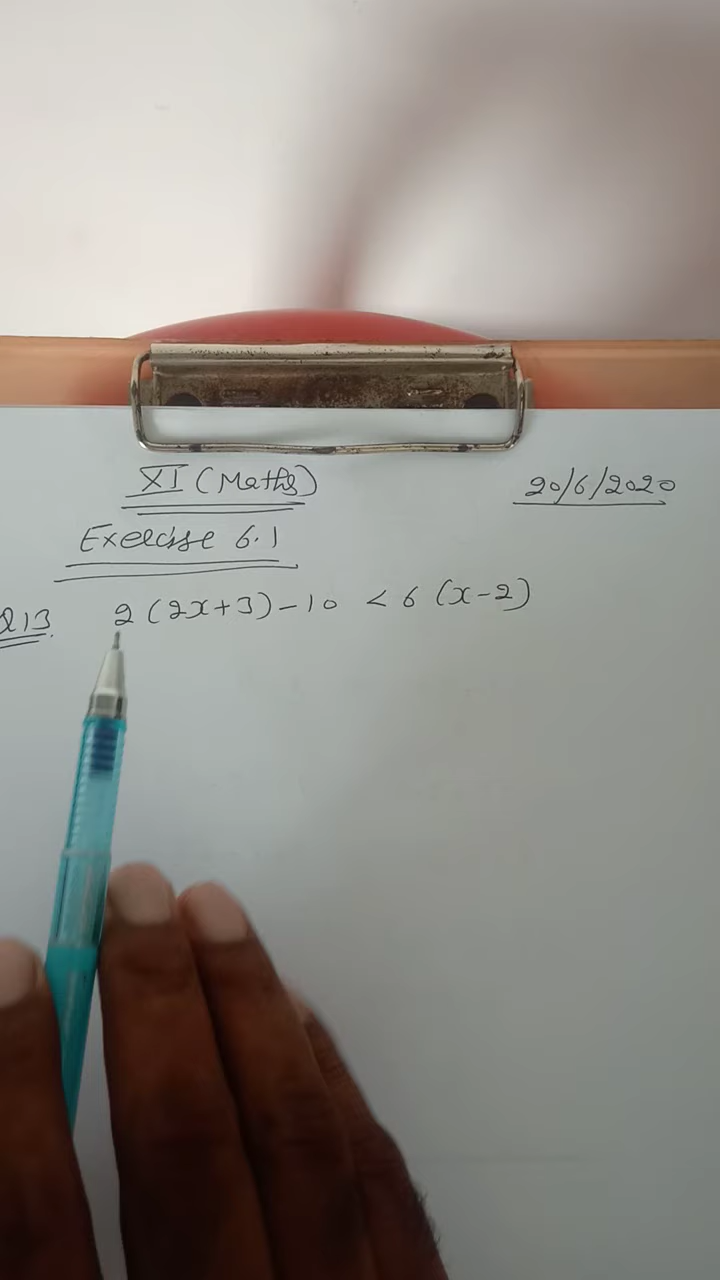 XI (Maths)
20/6/2020
Exercise 6.1
Q13. 2(2x+3)-10 < 6(x-2)